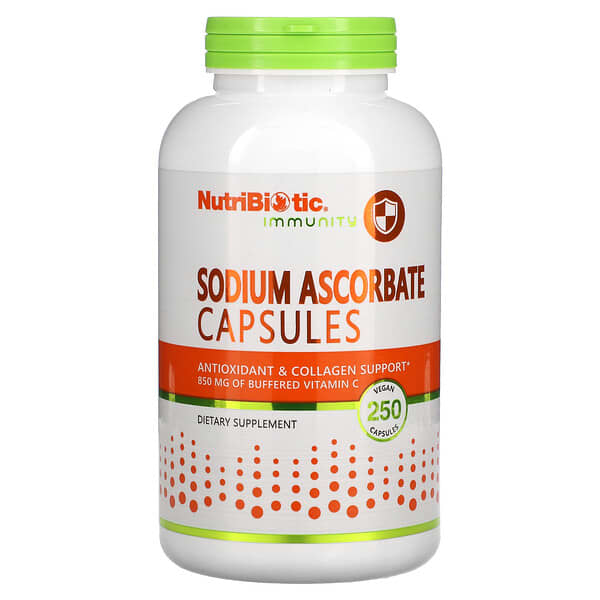 NutriBiotic®
immunity
SODIUM ASCORBATE
CAPSULES
ANTIOXIDANT & COLLAGEN SUPPORT*
850 MG OF BUFFERED VITAMIN C
VEGAN
250
CAPSULES
DIETARY SUPPLEMENT